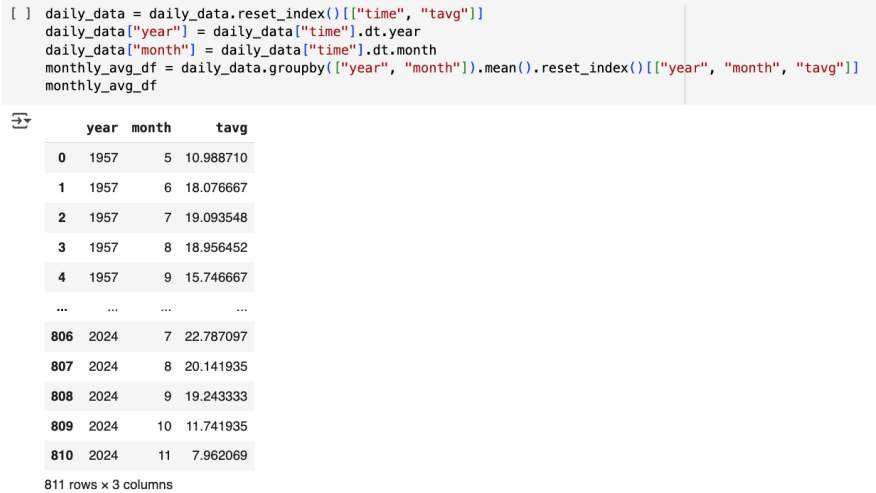 [ ] daily_data = daily_data.reset_index()[["time", "tavg"]]
daily_data["year"] = daily_data["time"].dt.year
daily_data["month"] = daily_data["time"].dt.month
monthly_avg_df = daily_data.groupby(["year", "month"]).mean().reset_index()[["year", "month", "tavg"]]
monthly_avg_df
year month tavg
0 1957 5 10.988710
1 1957 6 18.076667
2 1957 7 19.093548
3 1957 8 18.956452
4 1957 9 15.746667
... ... ... ...
806 2024 7 22.787097
807 2024 8 20.141935
808 2024 9 19.243333
809 2024 10 11.741935
810 2024 11 7.962069
811 rows × 3 columns